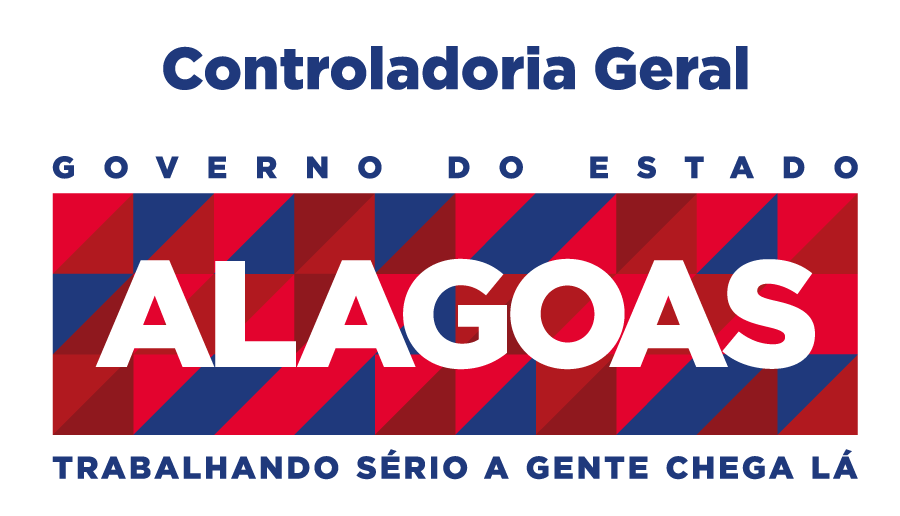 Controladoria Geral
GOVERNO DO ESTADO
ALAGOAS
TRABALHANDO SÉRIO A GENTE CHEGA LÁ